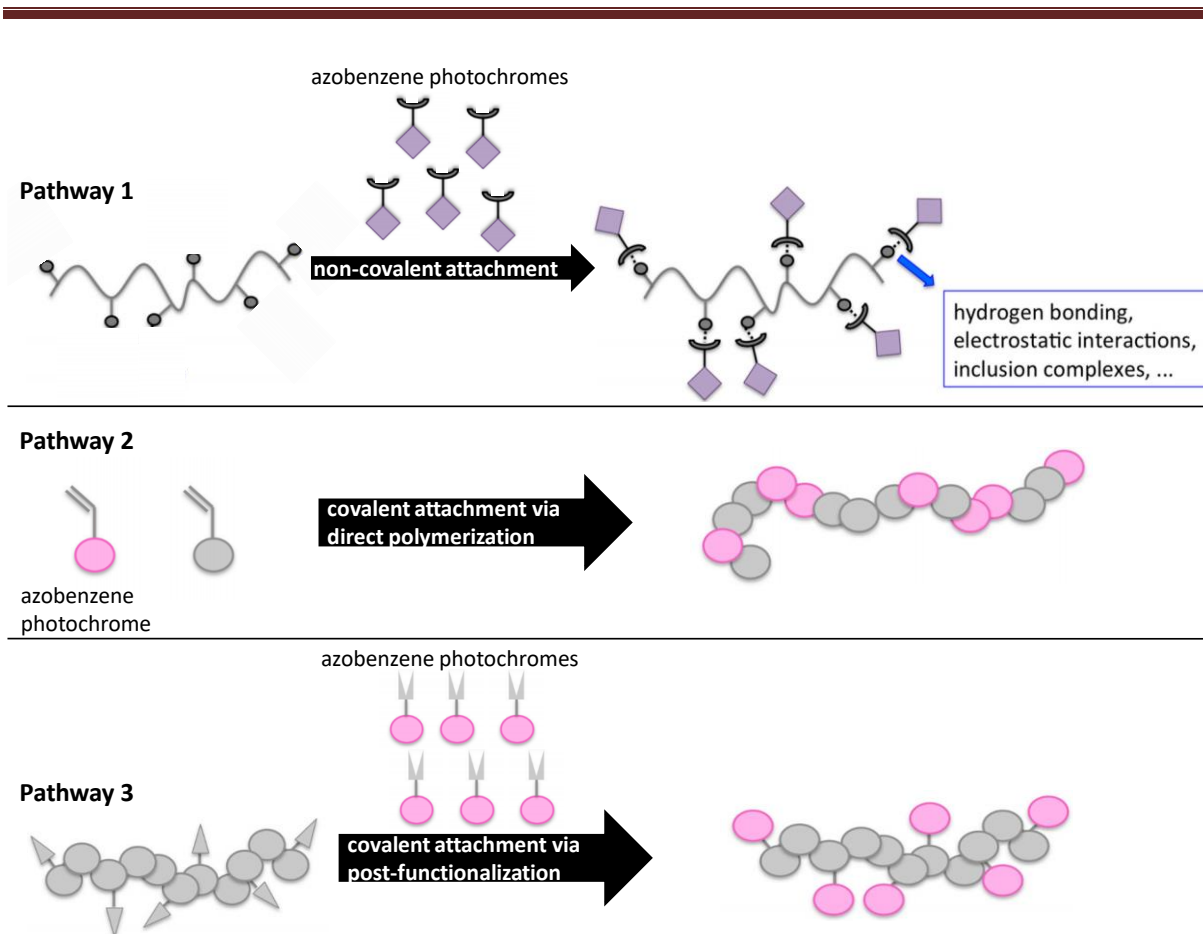 azobenzene photochromes
Pathway 1
non-covalent attachment
hydrogen bonding,
electrostatic interactions,
inclusion complexes, ...
Pathway 2
covalent attachment via
direct polymerization
azobenzene
photochrome
azobenzene photochromes
Pathway 3
covalent attachment via
post-functionalization